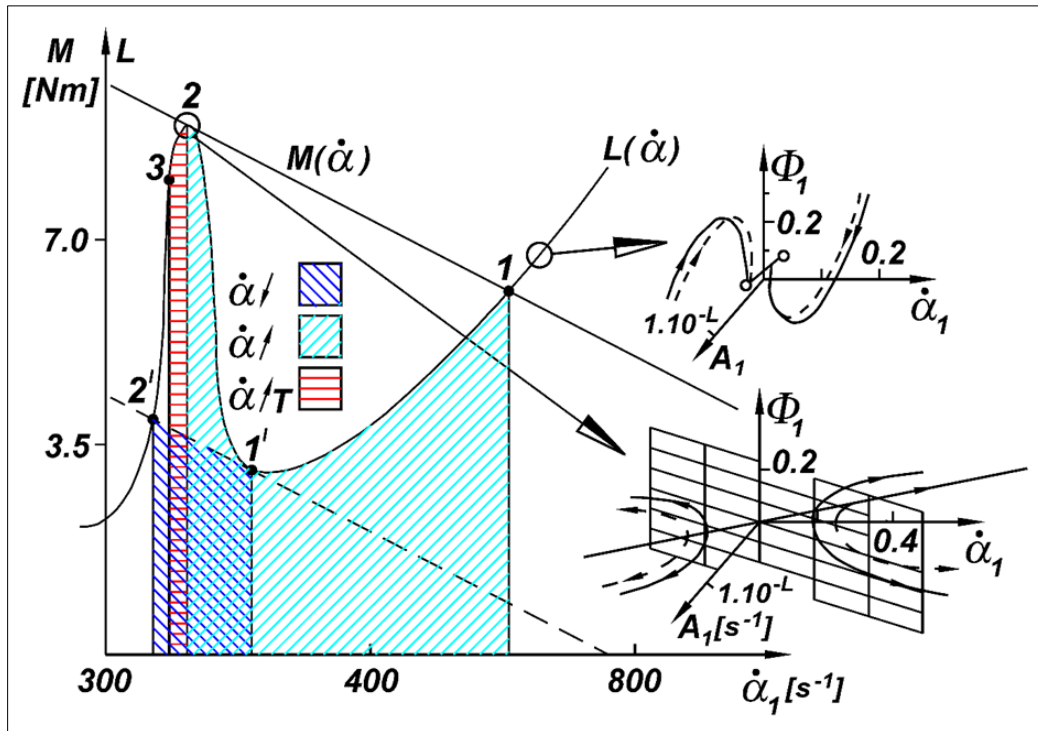 M L
[Nm]
2
3
M(α̇)
L(α̇)
7.0
1
α̇↓
α̇↑
α̇↑T
2'
3.5
1'
300
400
800
α̇₁[s⁻¹]
Φ₁
0.2
0.2
1.10⁻ᴸ
α̇₁
A₁
Φ₁
0.2
0.4
α̇₁
1.10⁻ᴸ
A₁[s⁻¹]